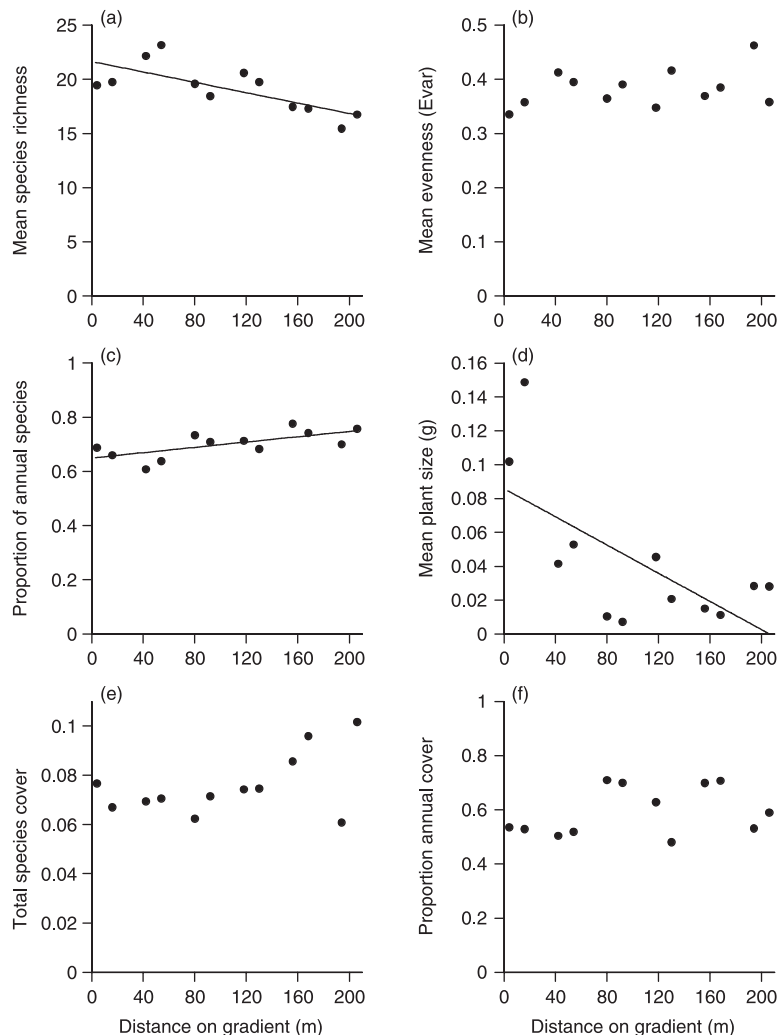 (a)
25
20
15
10
5
0
0 40 80 120 160 200
Mean species richness
(b)
0.5
0.4
0.3
0.2
0.1
0
0 40 80 120 160 200
Mean evenness (Evar)
(c)
1
0.8
0.6
0.4
0.2
0
0 40 80 120 160 200
Proportion of annual species
(d)
0.16
0.14
0.12
0.1
0.08
0.06
0.04
0.02
0
0 40 80 120 160 200
Mean plant size (g)
(e)
0.1
0.08
0.06
0.04
0.02
0
0 40 80 120 160 200
Total species cover
Distance on gradient (m)
(f)
1
0.8
0.6
0.4
0.2
0
0 40 80 120 160 200
Proportion annual cover
Distance on gradient (m)